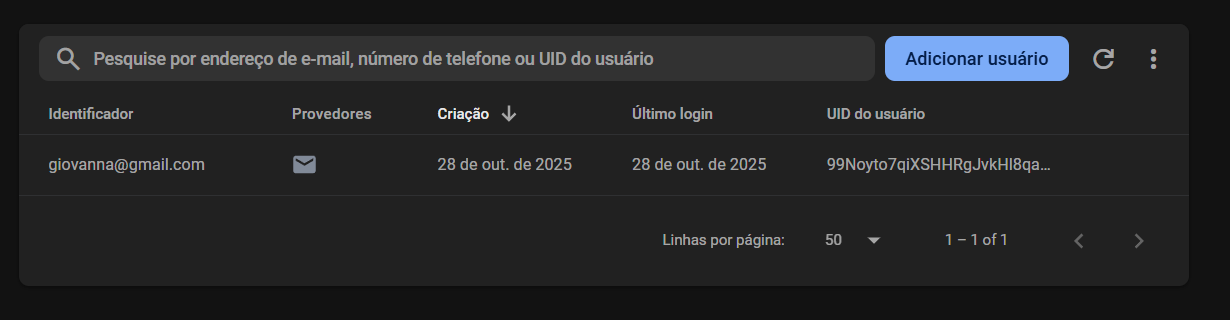 Pesquise por endereço de e-mail, número de telefone ou UID do usuário
Adicionar usuário
Identificador Provedores Criação Último login UID do usuário
giovanna@gmail.com 28 de out. de 2025 28 de out. de 2025 99Noyto7qiXSHHRgJvkHI8qa…
Linhas por página: 50 1 – 1 of 1